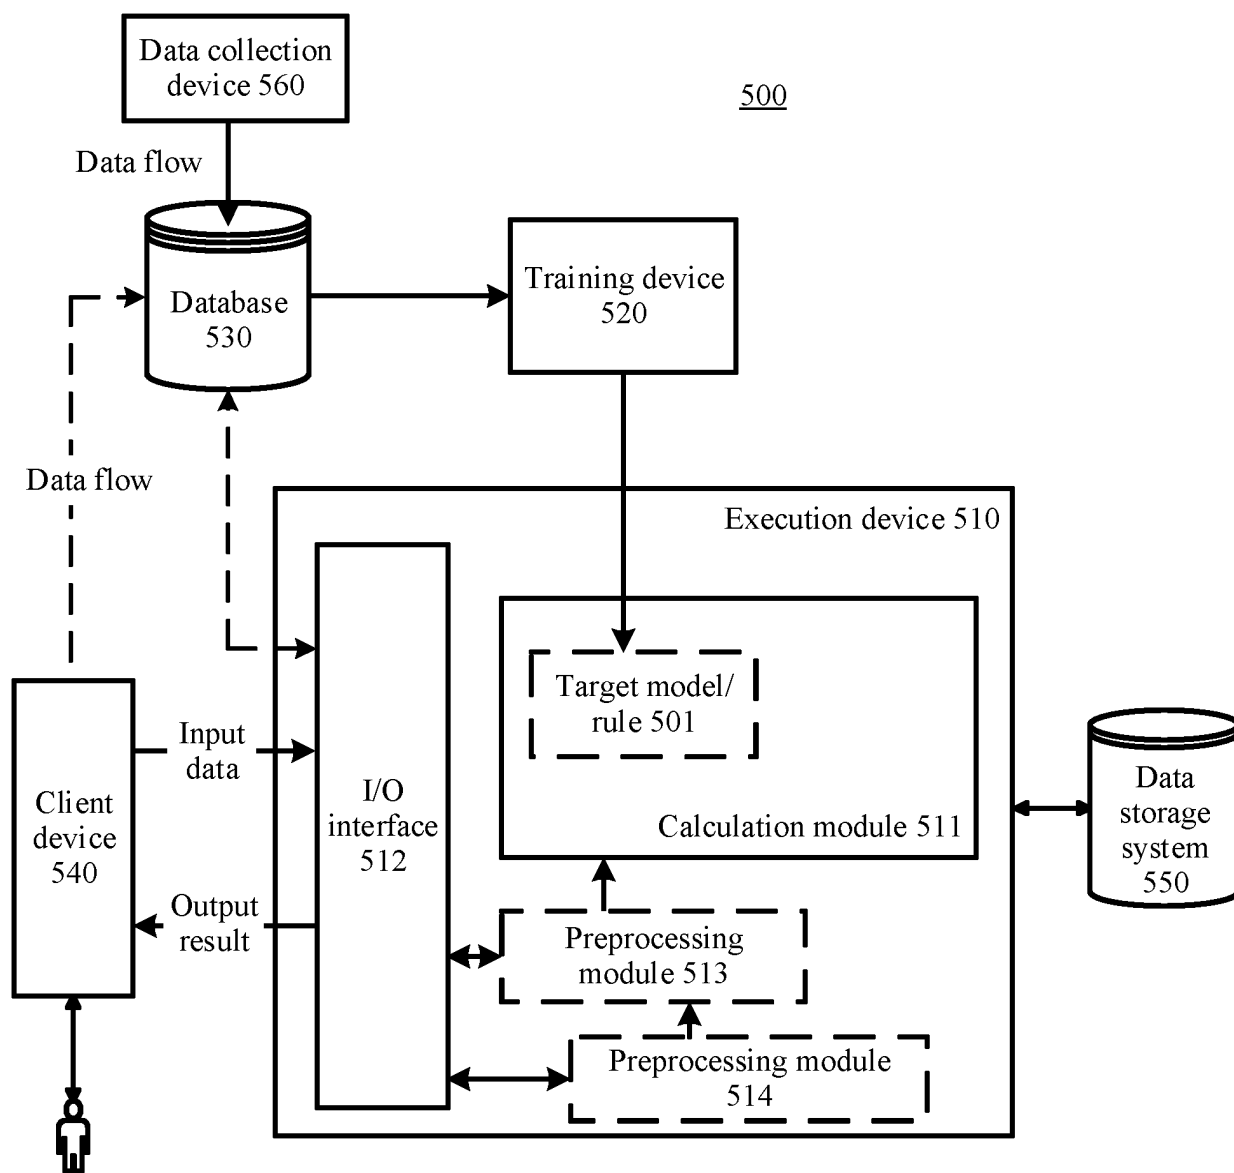 Data collection
device 560
500
Data flow
Training device
520
Database
530
Data flow
Execution device 510
Target model/
rule 501
Input
data
Client
device
540
I/O
interface
512
Data
storage
system
550
Calculation module 511
Output
result
Preprocessing
module 513
Preprocessing module
514